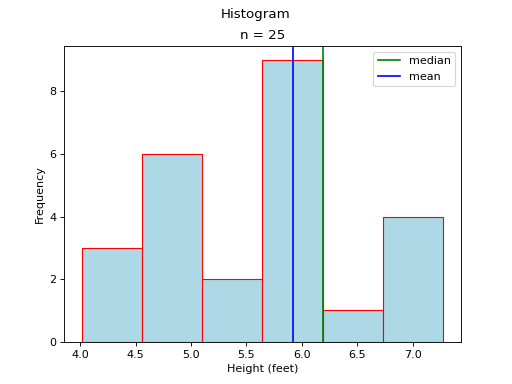 Histogram
n = 25
median
mean
8
6
4
2
0
Frequency
4.0 4.5 5.0 5.5 6.0 6.5 7.0
Height (feet)